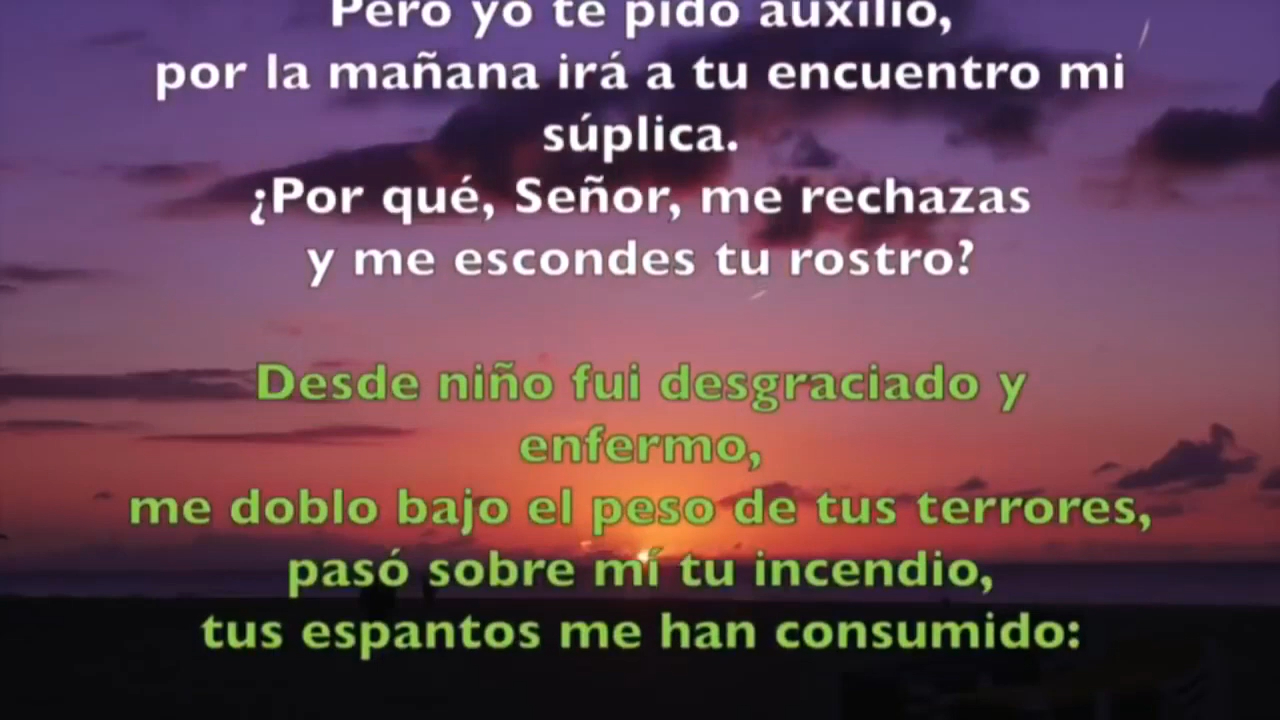 Pero yo te pido auxilio,
por la mañana irá a tu encuentro mi
súplica.
¿Por qué, Señor, me rechazas
y me escondes tu rostro?
Desde niño fui desgraciado y
enfermo,
me doblo bajo el peso de tus terrores,
pasó sobre mí tu incendio,
tus espantos me han consumido: